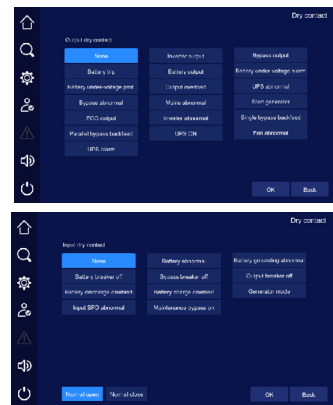 Dry contact
Output dry contact
None Inverter output Bypass output
Battery trip Battery output Battery under-voltage alarm
Battery under-voltage prot Output overload UPS abnormal
Bypass abnormal Mains abnormal Start generator
ECO output Inverter abnormal Single bypass backfeed
Parallel bypass backfeed UPS ON Fan abnormal
UPS alarm
OK Back
Dry contact
Input dry contact
None Battery abnormal Battery grounding abnormal
Battery breaker off Bypass breaker off Output breaker off
Battery discharge disabled Battery charge disabled Generator mode
Input SPD abnormal Maintenance bypass on
Normal open Normal close OK Back